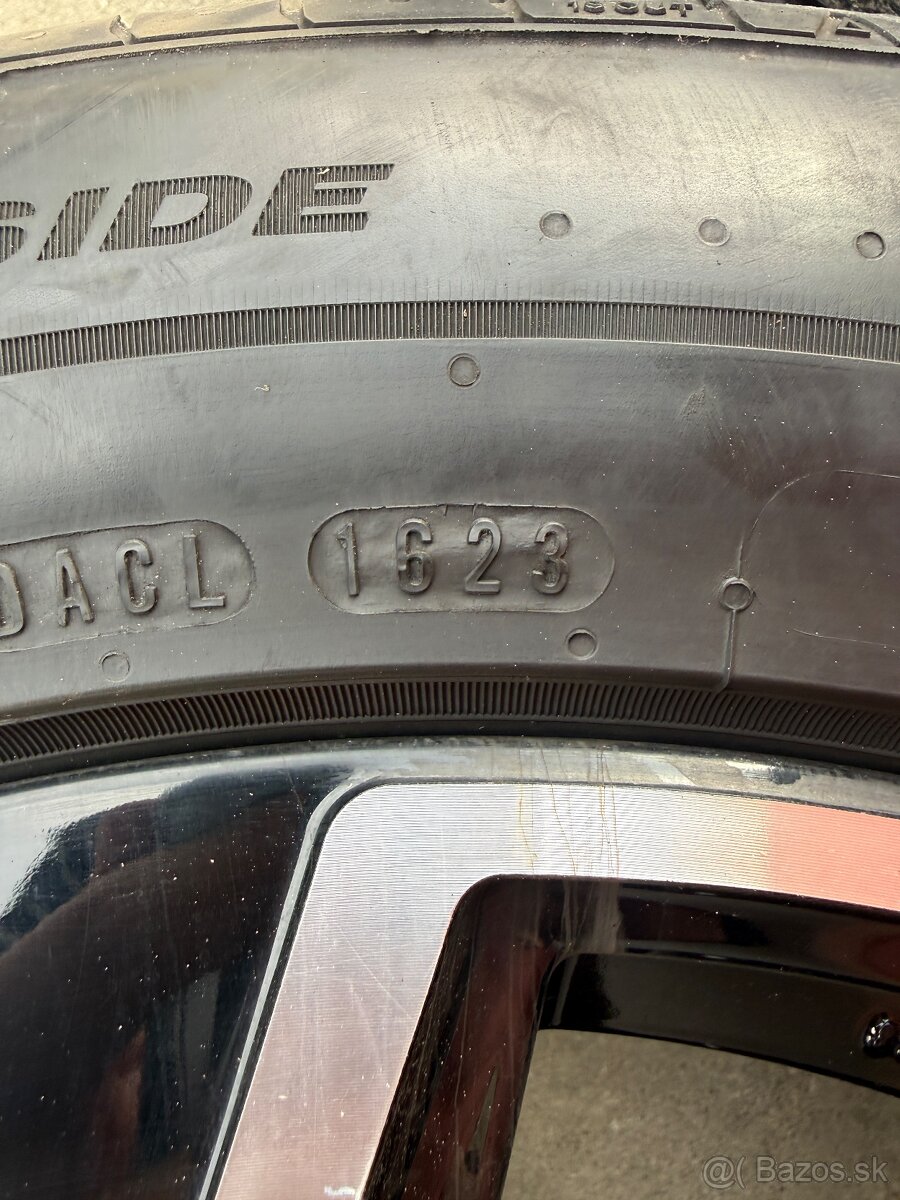 SIDE
DACL 1623
@( Bazos.sk